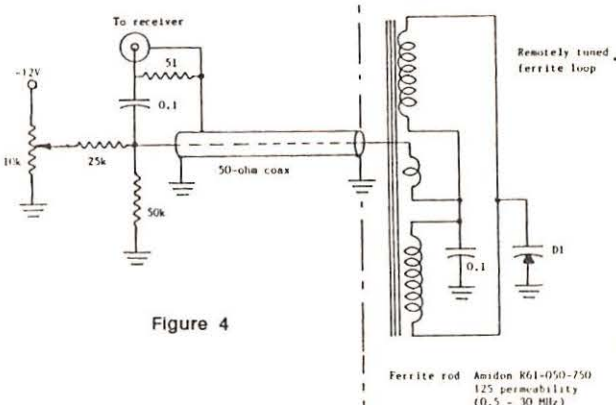 To receiver
51
-12V
0.1
10k
25k
50-ohm coax
50k
Remotely tuned
ferrite loop
D1
0.1
Figure 4
Ferrite rod Amidon R61-050-750
125 permeability
(0.5 - 30 MHz)